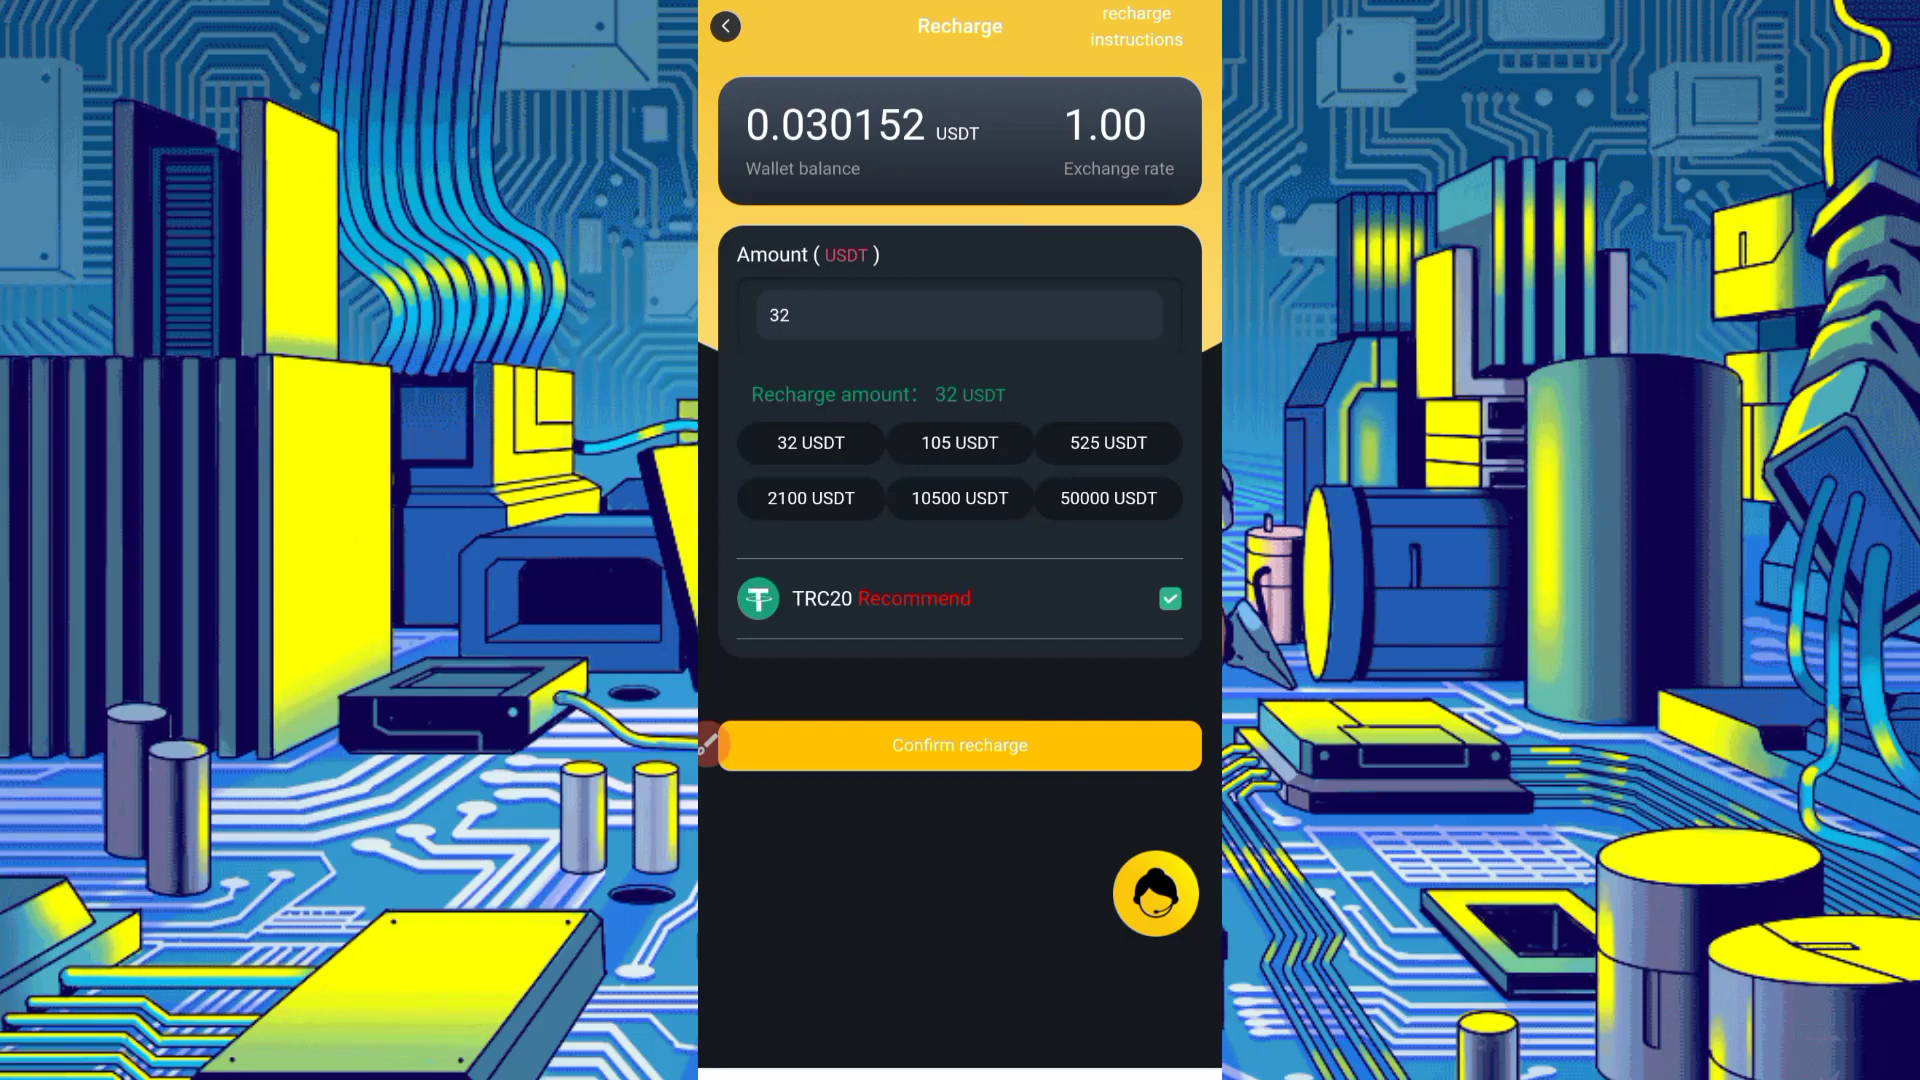 Recharge
recharge
instructions
0.030152 USDT
1.00
Wallet balance
Exchange rate
Amount ( USDT )
32
Recharge amount： 32 USDT
32 USDT
105 USDT
525 USDT
2100 USDT
10500 USDT
50000 USDT
TRC20 Recommend
Confirm recharge